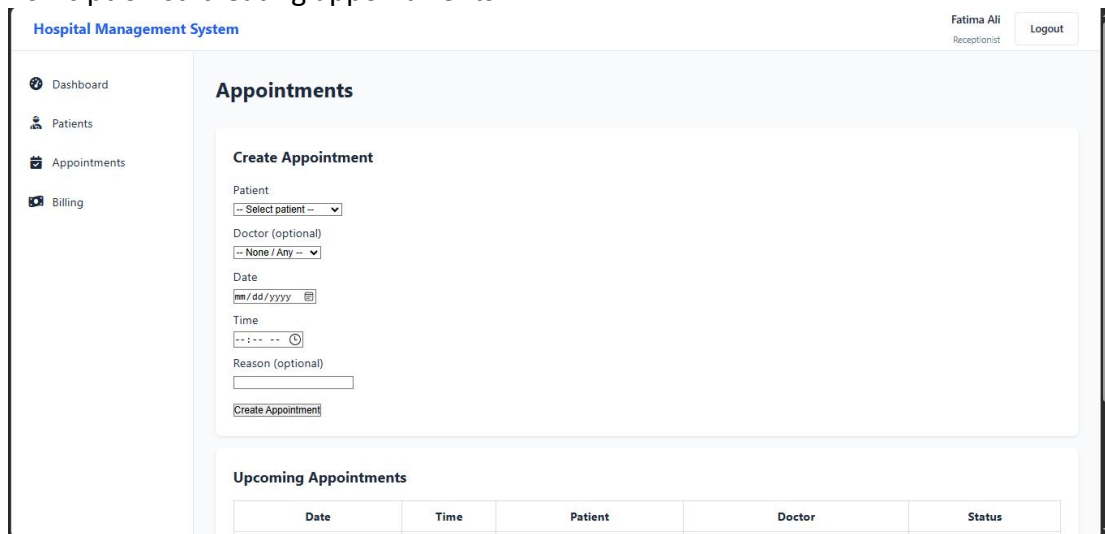 Hospital Management System
Fatima Ali
Receptionist
Logout
Dashboard
Patients
Appointments
Billing
Appointments
Create Appointment
Patient
-- Select patient --
Doctor (optional)
-- None / Any --
Date
mm/dd/yyyy
Time
--:-- --
Reason (optional)
Create Appointment
Upcoming Appointments
Date Time Patient Doctor Status